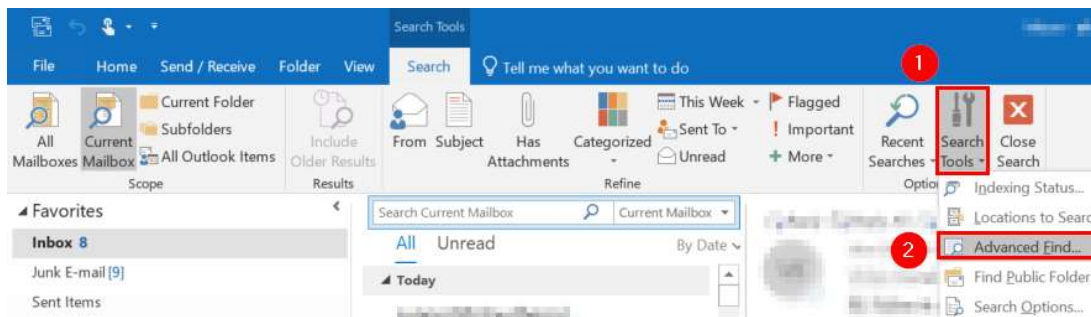 Search Tools
File Home Send / Receive Folder View Search Tell me what you want to do
1
All Mailboxes
Current Mailbox
Current Folder
Subfolders
All Outlook Items
Scope
Include Older Results
Results
From
Subject
Has Attachments
Categorized
This Week
Sent To
Unread
Flagged
! Important
+ More
Refine
Recent Searches
Search Tools
Close Search
Optio
Indexing Status...
Locations to Searc
2
Advanced Find...
Find Public Folder
Search Options...
Favorites
Inbox 8
Junk E-mail [9]
Sent Items
Search Current Mailbox
Current Mailbox
All Unread By Date
Today